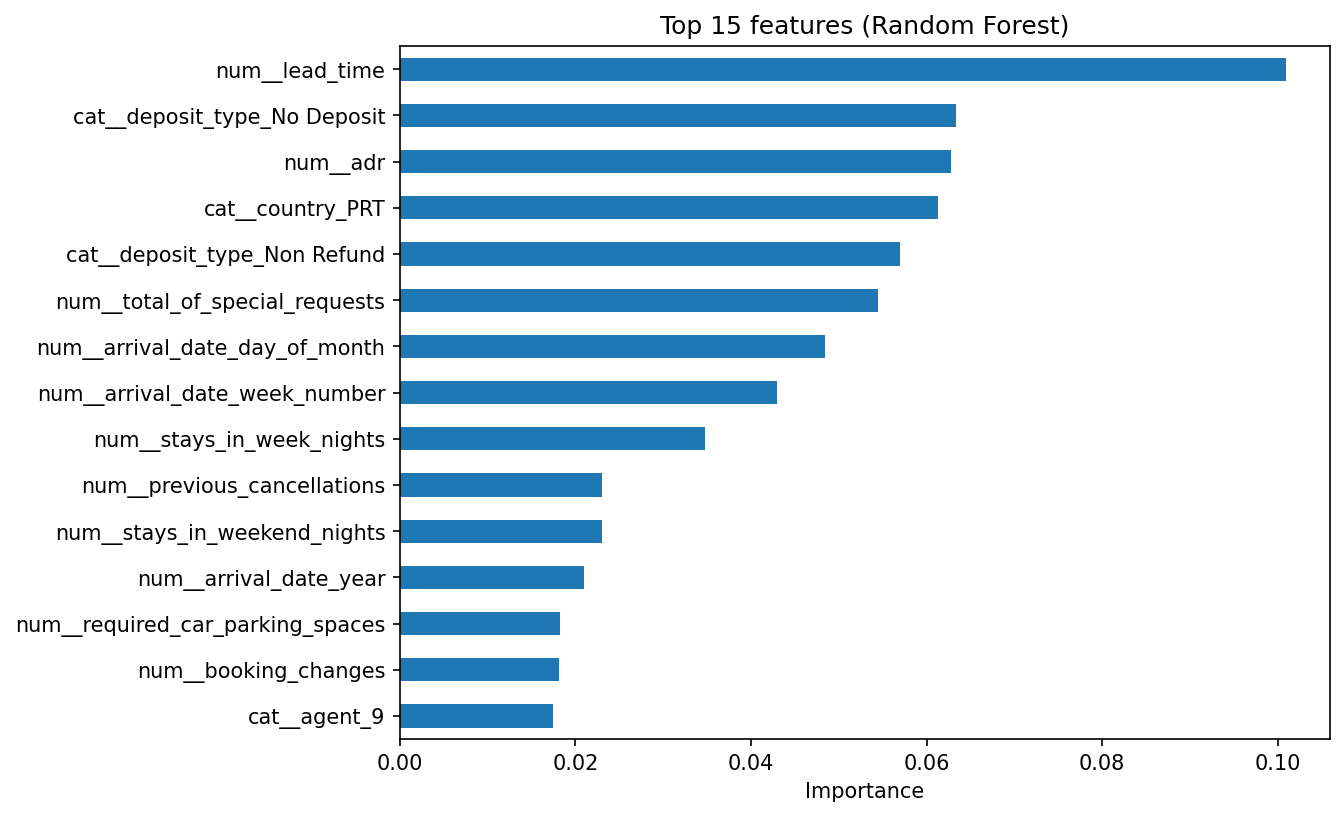 Top 15 features (Random Forest)
num__lead_time
cat__deposit_type_No Deposit
num__adr
cat__country_PRT
cat__deposit_type_Non Refund
num__total_of_special_requests
num__arrival_date_day_of_month
num__arrival_date_week_number
num__stays_in_week_nights
num__previous_cancellations
num__stays_in_weekend_nights
num__arrival_date_year
num__required_car_parking_spaces
num__booking_changes
cat__agent_9
0.00 0.02 0.04 0.06 0.08 0.10
Importance